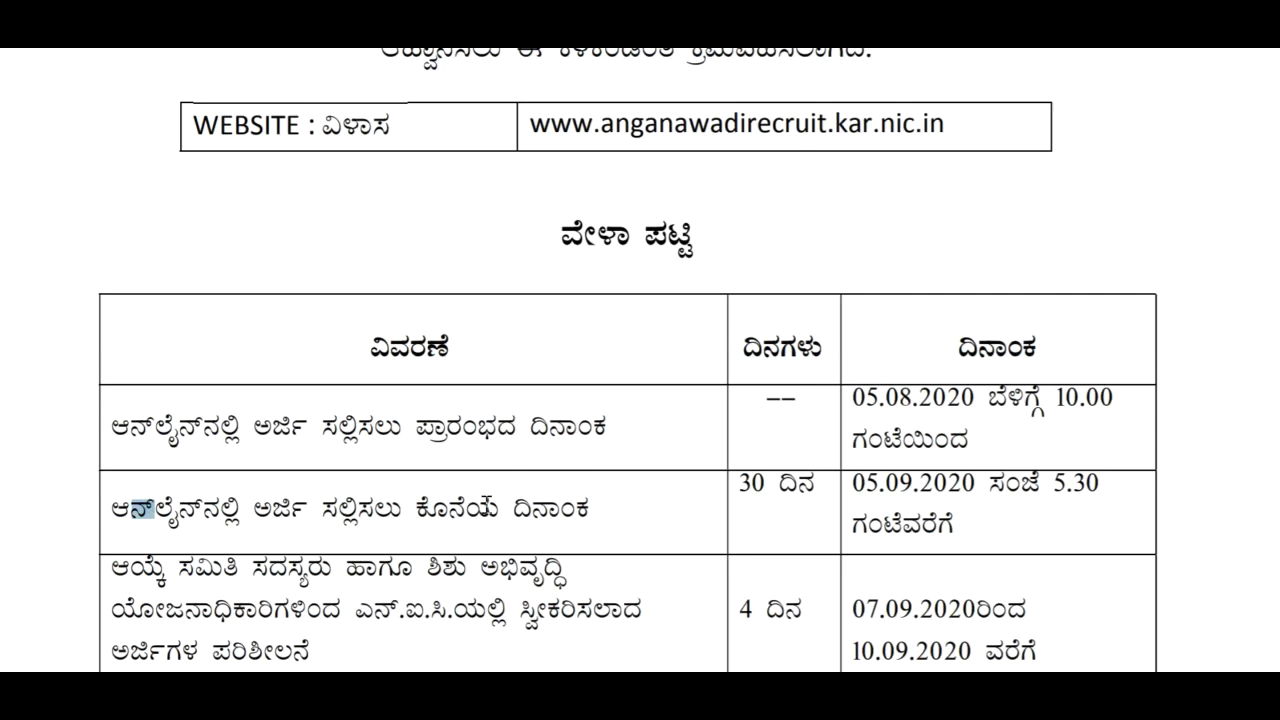 WEBSITE : ವಿಳಾಸ www.anganawadirecruit.kar.nic.in
ವೇಳಾ ಪಟ್ಟಿ
ವಿವರಣೆ ದಿನಗಳು ದಿನಾಂಕ
ಆನ್‌ಲೈನ್‌ನಲ್ಲಿ ಅರ್ಜಿ ಸಲ್ಲಿಸಲು ಪ್ರಾರಂಭದ ದಿನಾಂಕ -- 05.08.2020 ಬೆಳಿಗ್ಗೆ 10.00
ಗಂಟೆಯಿಂದ
ಆನ್‌ಲೈನ್‌ನಲ್ಲಿ ಅರ್ಜಿ ಸಲ್ಲಿಸಲು ಕೊನೆಯ ದಿನಾಂಕ 30 ದಿನ 05.09.2020 ಸಂಜೆ 5.30
ಗಂಟೆವರೆಗೆ
ಆಯ್ಕೆ ಸಮಿತಿ ಸದಸ್ಯರು ಹಾಗೂ ಶಿಶು ಅಭಿವೃದ್ಧಿ
ಯೋಜನಾಧಿಕಾರಿಗಳಿಂದ ಎನ್.ಐ.ಸಿ.ಯಲ್ಲಿ ಸ್ವೀಕರಿಸಲಾದ 4 ದಿನ 07.09.2020ರಿಂದ
ಅರ್ಜಿಗಳ ಪರಿಶೀಲನೆ 10.09.2020 ವರೆಗೆ